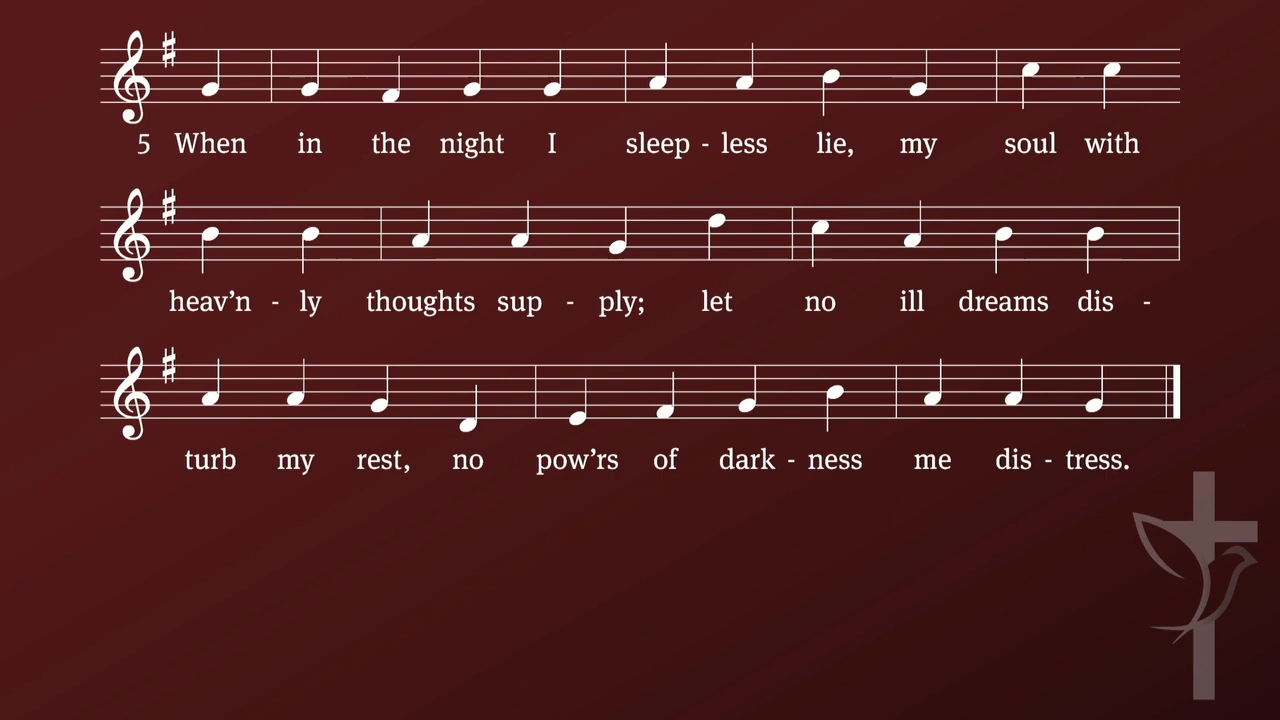 5 When in the night I sleep - less lie, my soul with
heav’n - ly thoughts sup - ply; let no ill dreams dis -
turb my rest, no pow’rs of dark - ness me dis - tress.